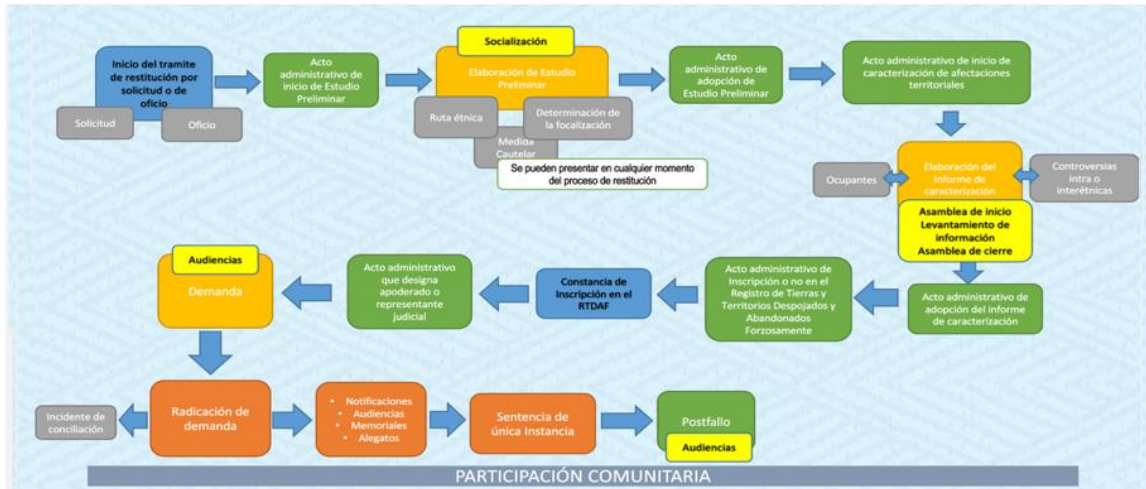 Inicio del tramite
de restitución por
solicitud o de
oficio
Solicitud
Oficio
Acto
administrativo de
inicio de Estudio
Preliminar
Socialización
Elaboración de Estudio
Preliminar
Ruta étnica
Determinación de
la focalización
Medida
Cautelar
Se pueden presentar en cualquier momento
del proceso de restitución
Acto
administrativo de
adopción de
Estudio Preliminar
Acto administrativo de inicio de
caracterización de afectaciones
territoriales
Ocupantes
Elaboración del
Informe de
caracterización
Controversias
intra o
interétnicas
Asamblea de inicio
Levantamiento de
información
Asamblea de cierre
Acto administrativo de
adopción del informe de
caracterización
Acto administrativo de
Inscripción o no en el
Registro de Tierras y
Territorios Despojados y
Abandonados
Forzosamente
Constancia de
Inscripción en el
RTDAF
Acto administrativo
que designa
apoderado o
representante
judicial
Audiencias
Demanda
Incidente de
conciliación
Radicación de
demanda
• Notificaciones
• Audiencias
• Memoriales
• Alegatos
Sentencia de
única Instancia
Postfallo
Audiencias
PARTICIPACIÓN COMUNITARIA